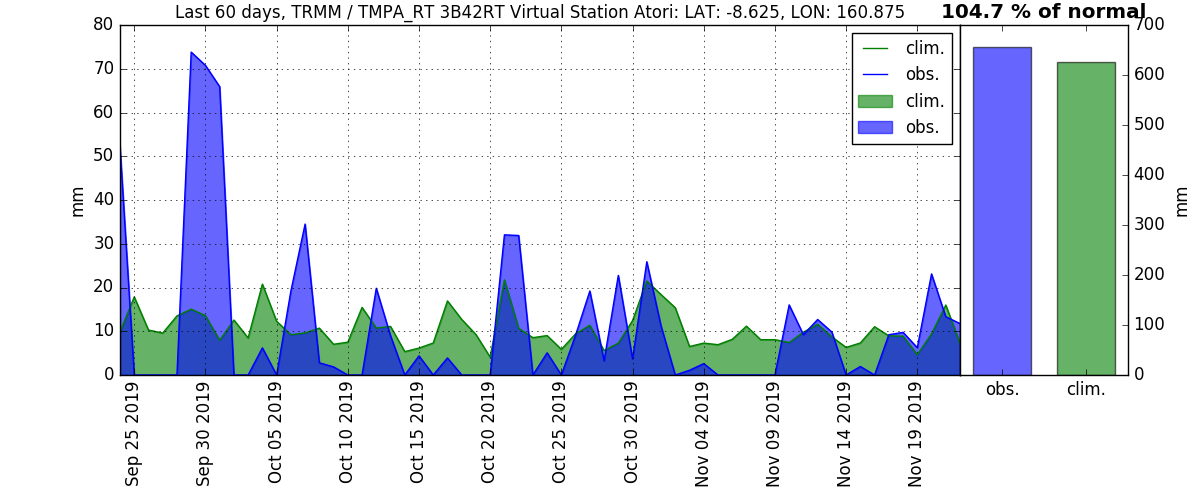 Last 60 days, TRMM / TMPA_RT 3B42RT Virtual Station Atori: LAT: -8.625, LON: 160.875
104.7 % of normal
80
70
60
50
40
30
20
10
0
mm
clim.
obs.
clim.
obs.
700
600
500
400
300
200
100
0
mm
obs.
clim.
Sep 25 2019
Sep 30 2019
Oct 05 2019
Oct 10 2019
Oct 15 2019
Oct 20 2019
Oct 25 2019
Oct 30 2019
Nov 04 2019
Nov 09 2019
Nov 14 2019
Nov 19 2019